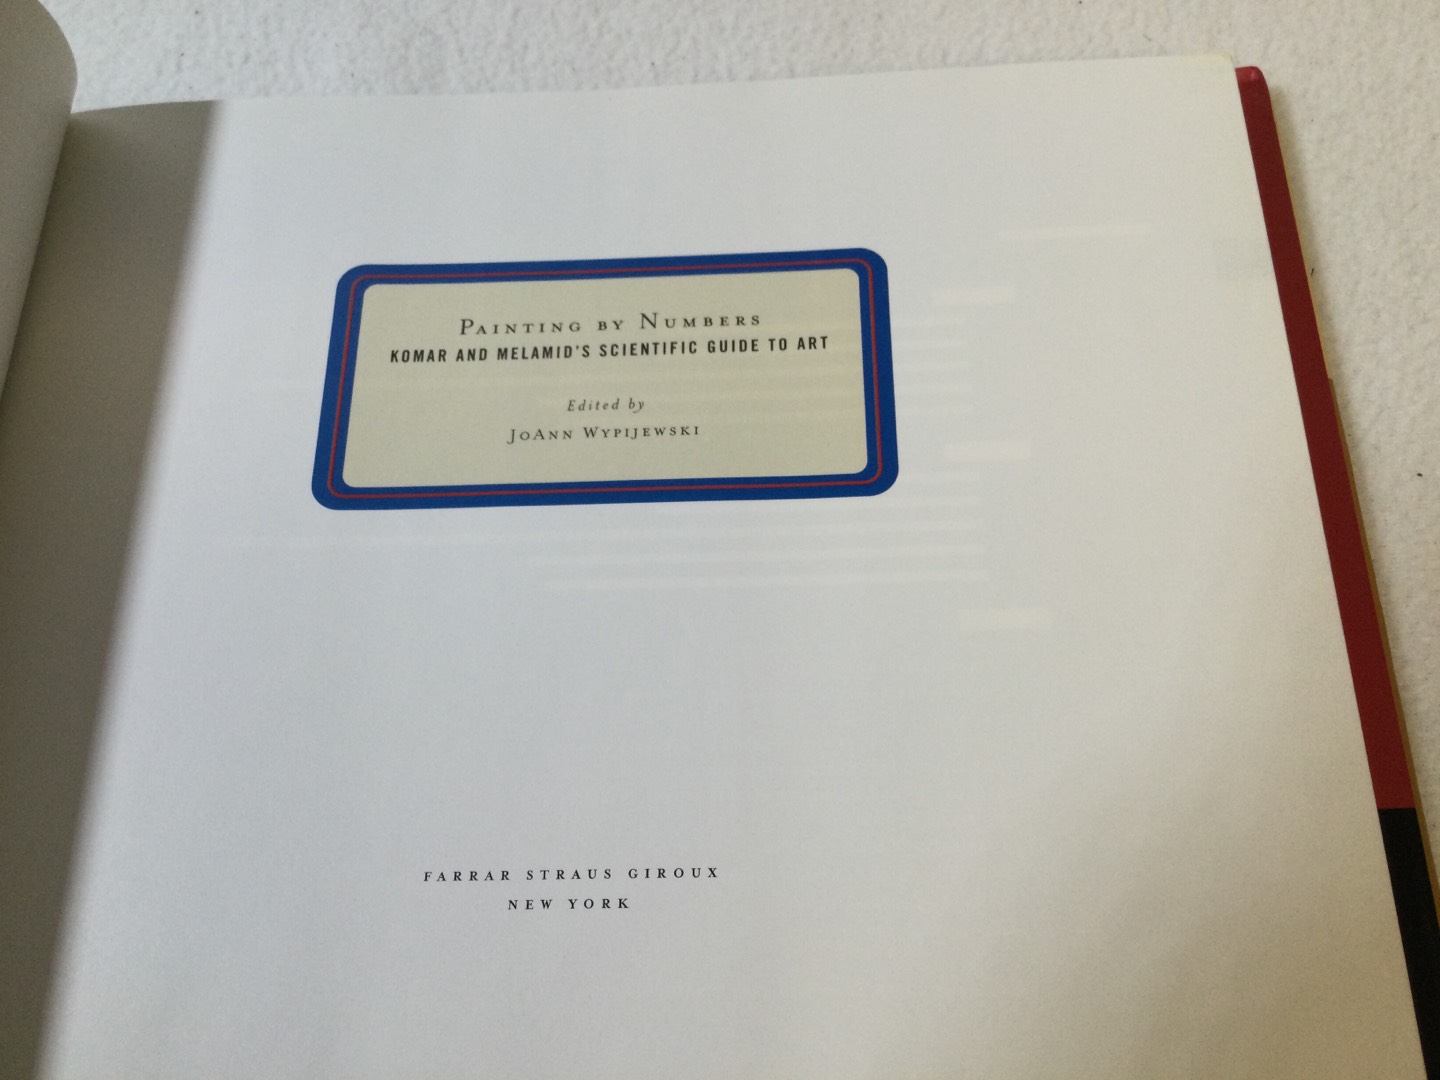 PAINTING BY NUMBERS
KOMAR AND MELAMID'S SCIENTIFIC GUIDE TO ART
Edited by
JOANN WYPIJEWSKI
FARRAR STRAUS GIROUX
NEW YORK